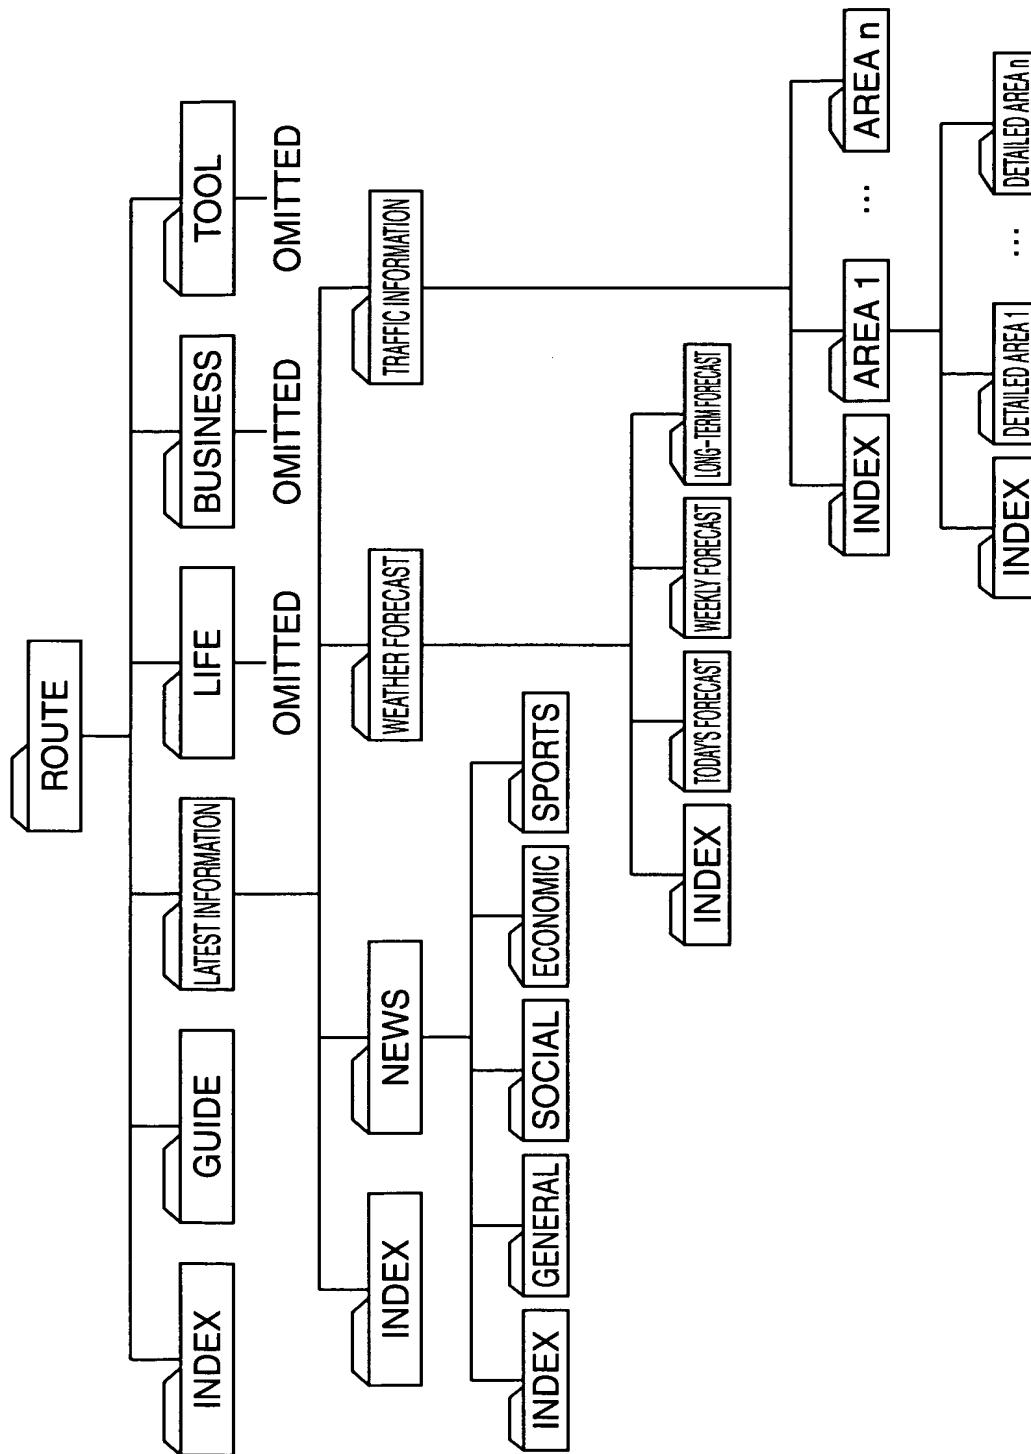 ROUTE
INDEX
GUIDE
LATEST INFORMATION
LIFE
BUSINESS
TOOL
OMITTED
OMITTED
OMITTED
INDEX
NEWS
WEATHER FORECAST
TRAFFIC INFORMATION
INDEX
GENERAL
SOCIAL
ECONOMIC
SPORTS
INDEX
TODAY'S FORECAST
WEEKLY FORECAST
LONG-TERM FORECAST
INDEX
AREA 1
...
AREA n
INDEX
DETAILED AREA 1
...
DETAILED AREA n